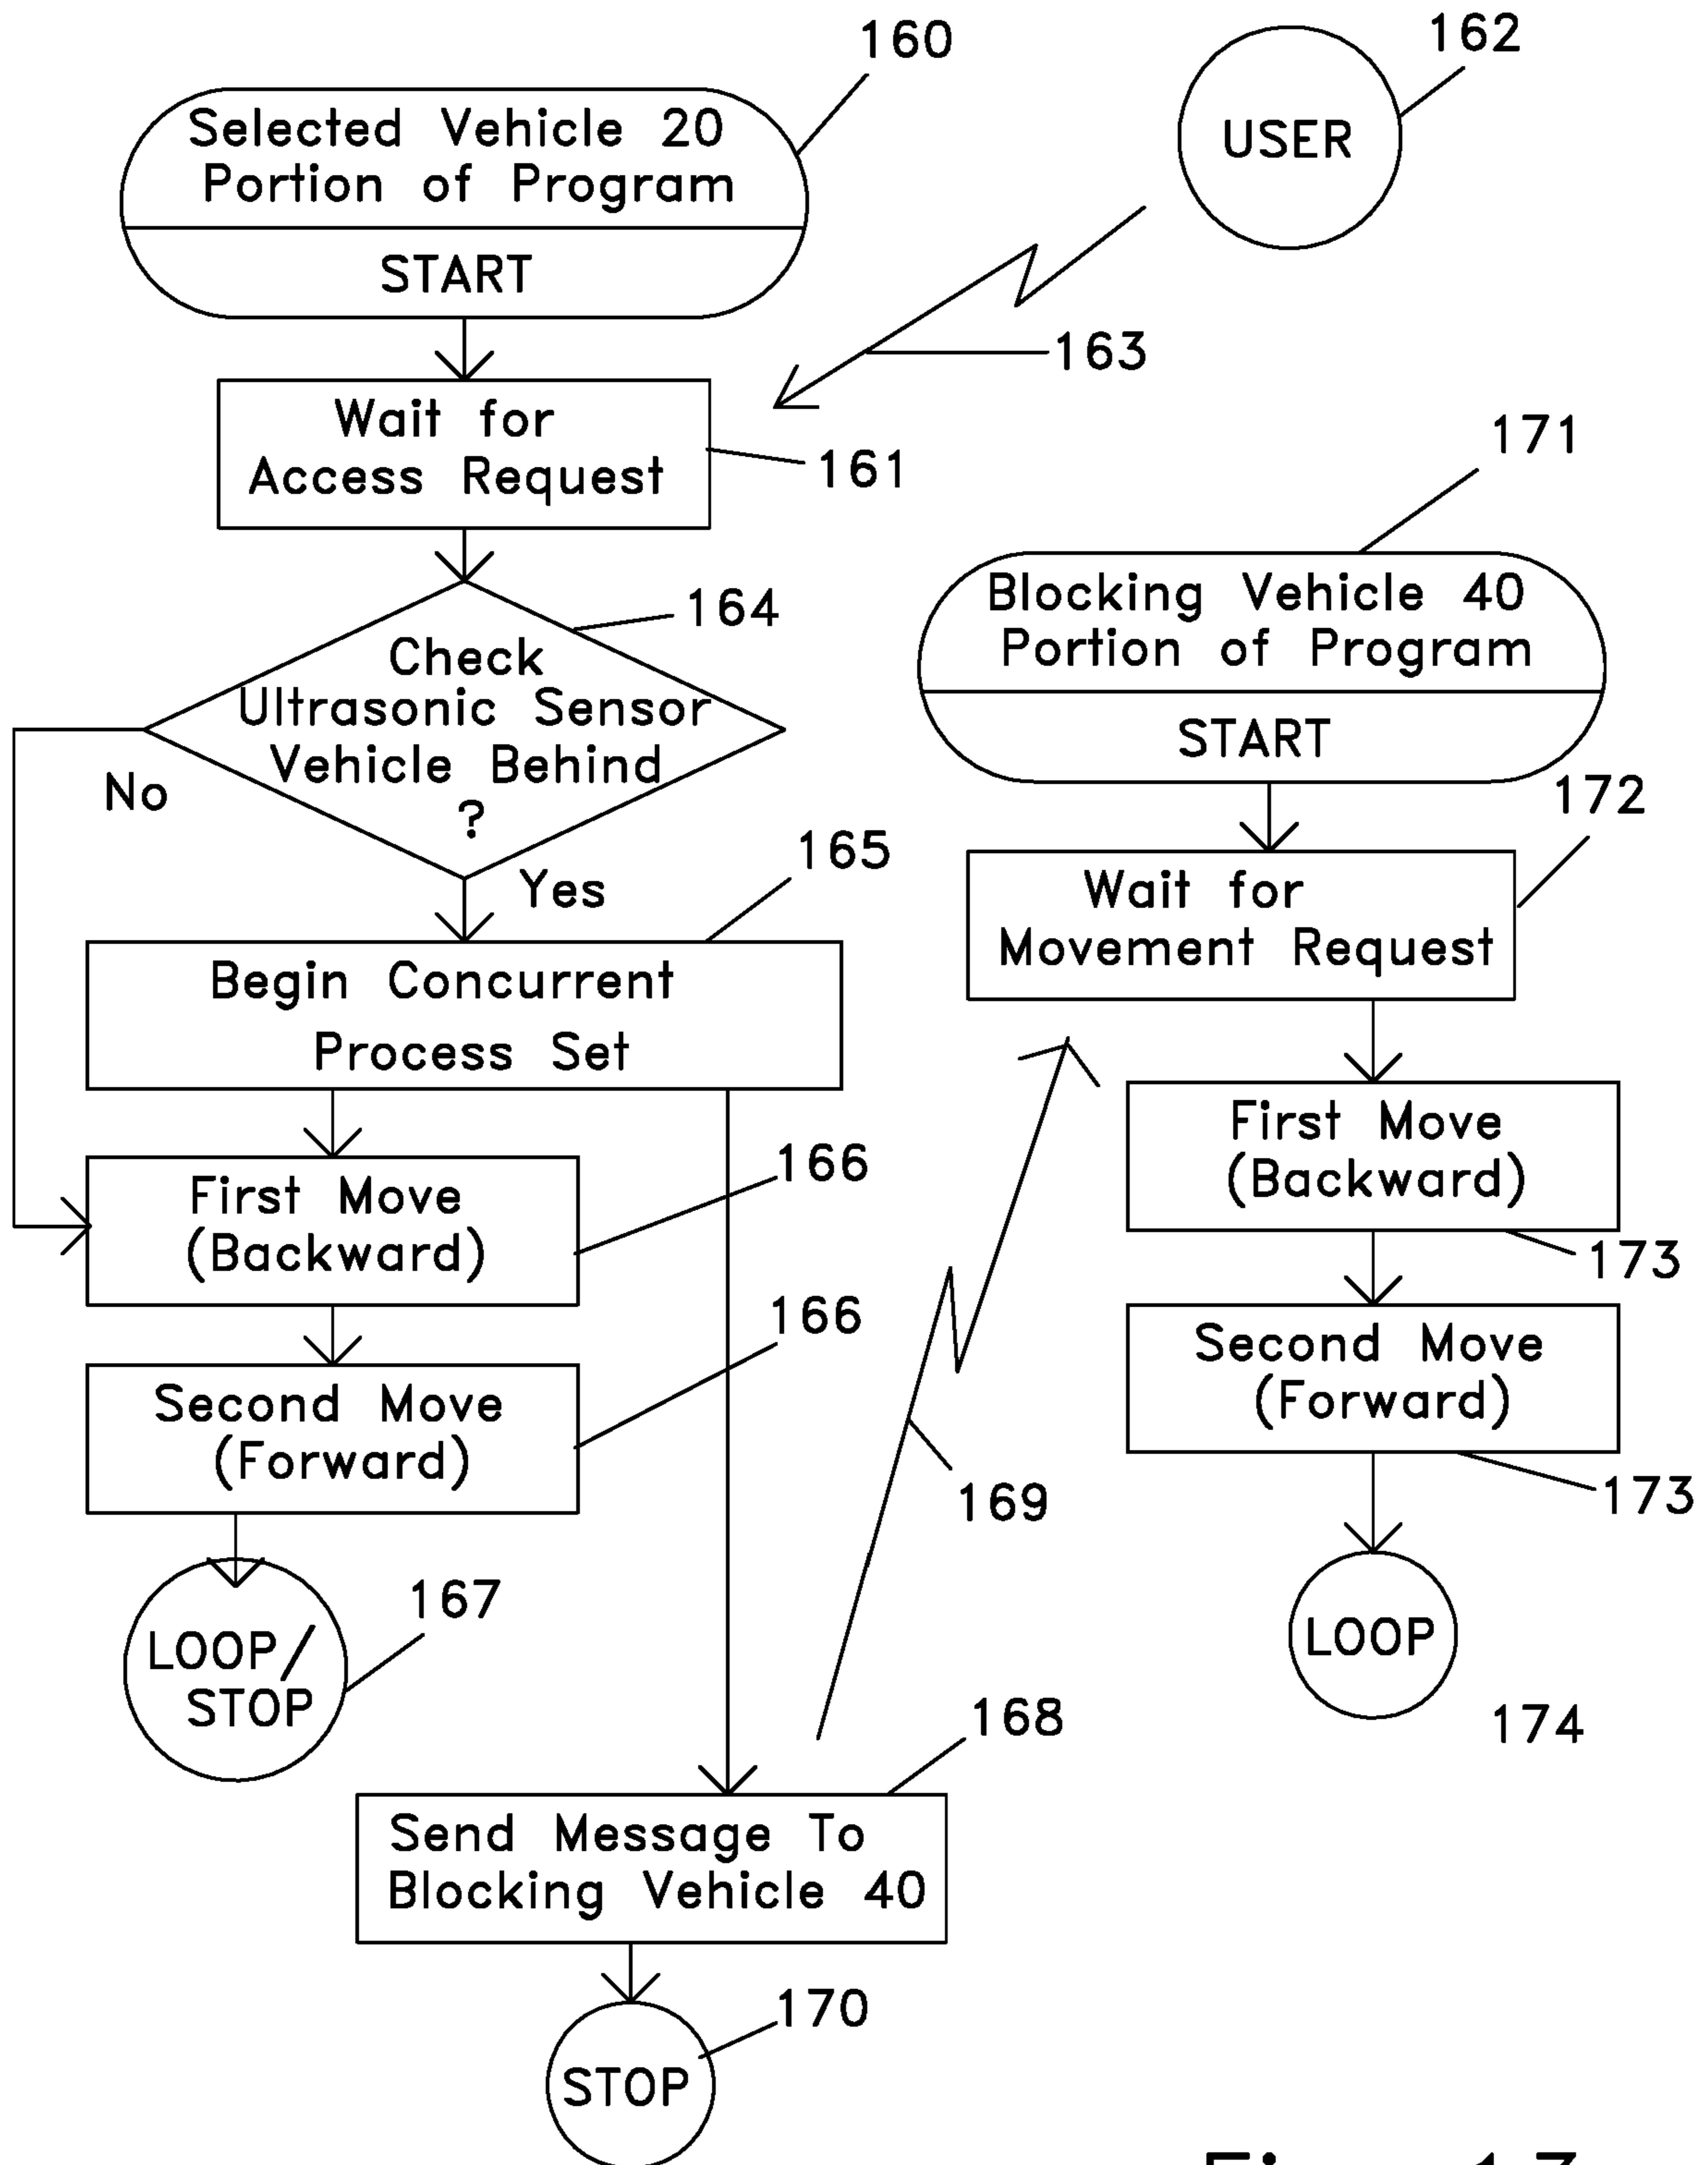 160
162
Selected Vehicle 20
Portion of Program
START
USER
163
Wait for
Access Request
161
171
164
Check
Ultrasonic Sensor
Vehicle Behind
?
No
Yes
Blocking Vehicle 40
Portion of Program
START
172
165
Wait for
Movement Request
Begin Concurrent
Process Set
First Move
(Backward)
173
166
First Move
(Backward)
166
Second Move
(Forward)
173
Second Move
(Forward)
169
167
LOOP/
STOP
LOOP
174
168
Send Message To
Blocking Vehicle 40
170
STOP